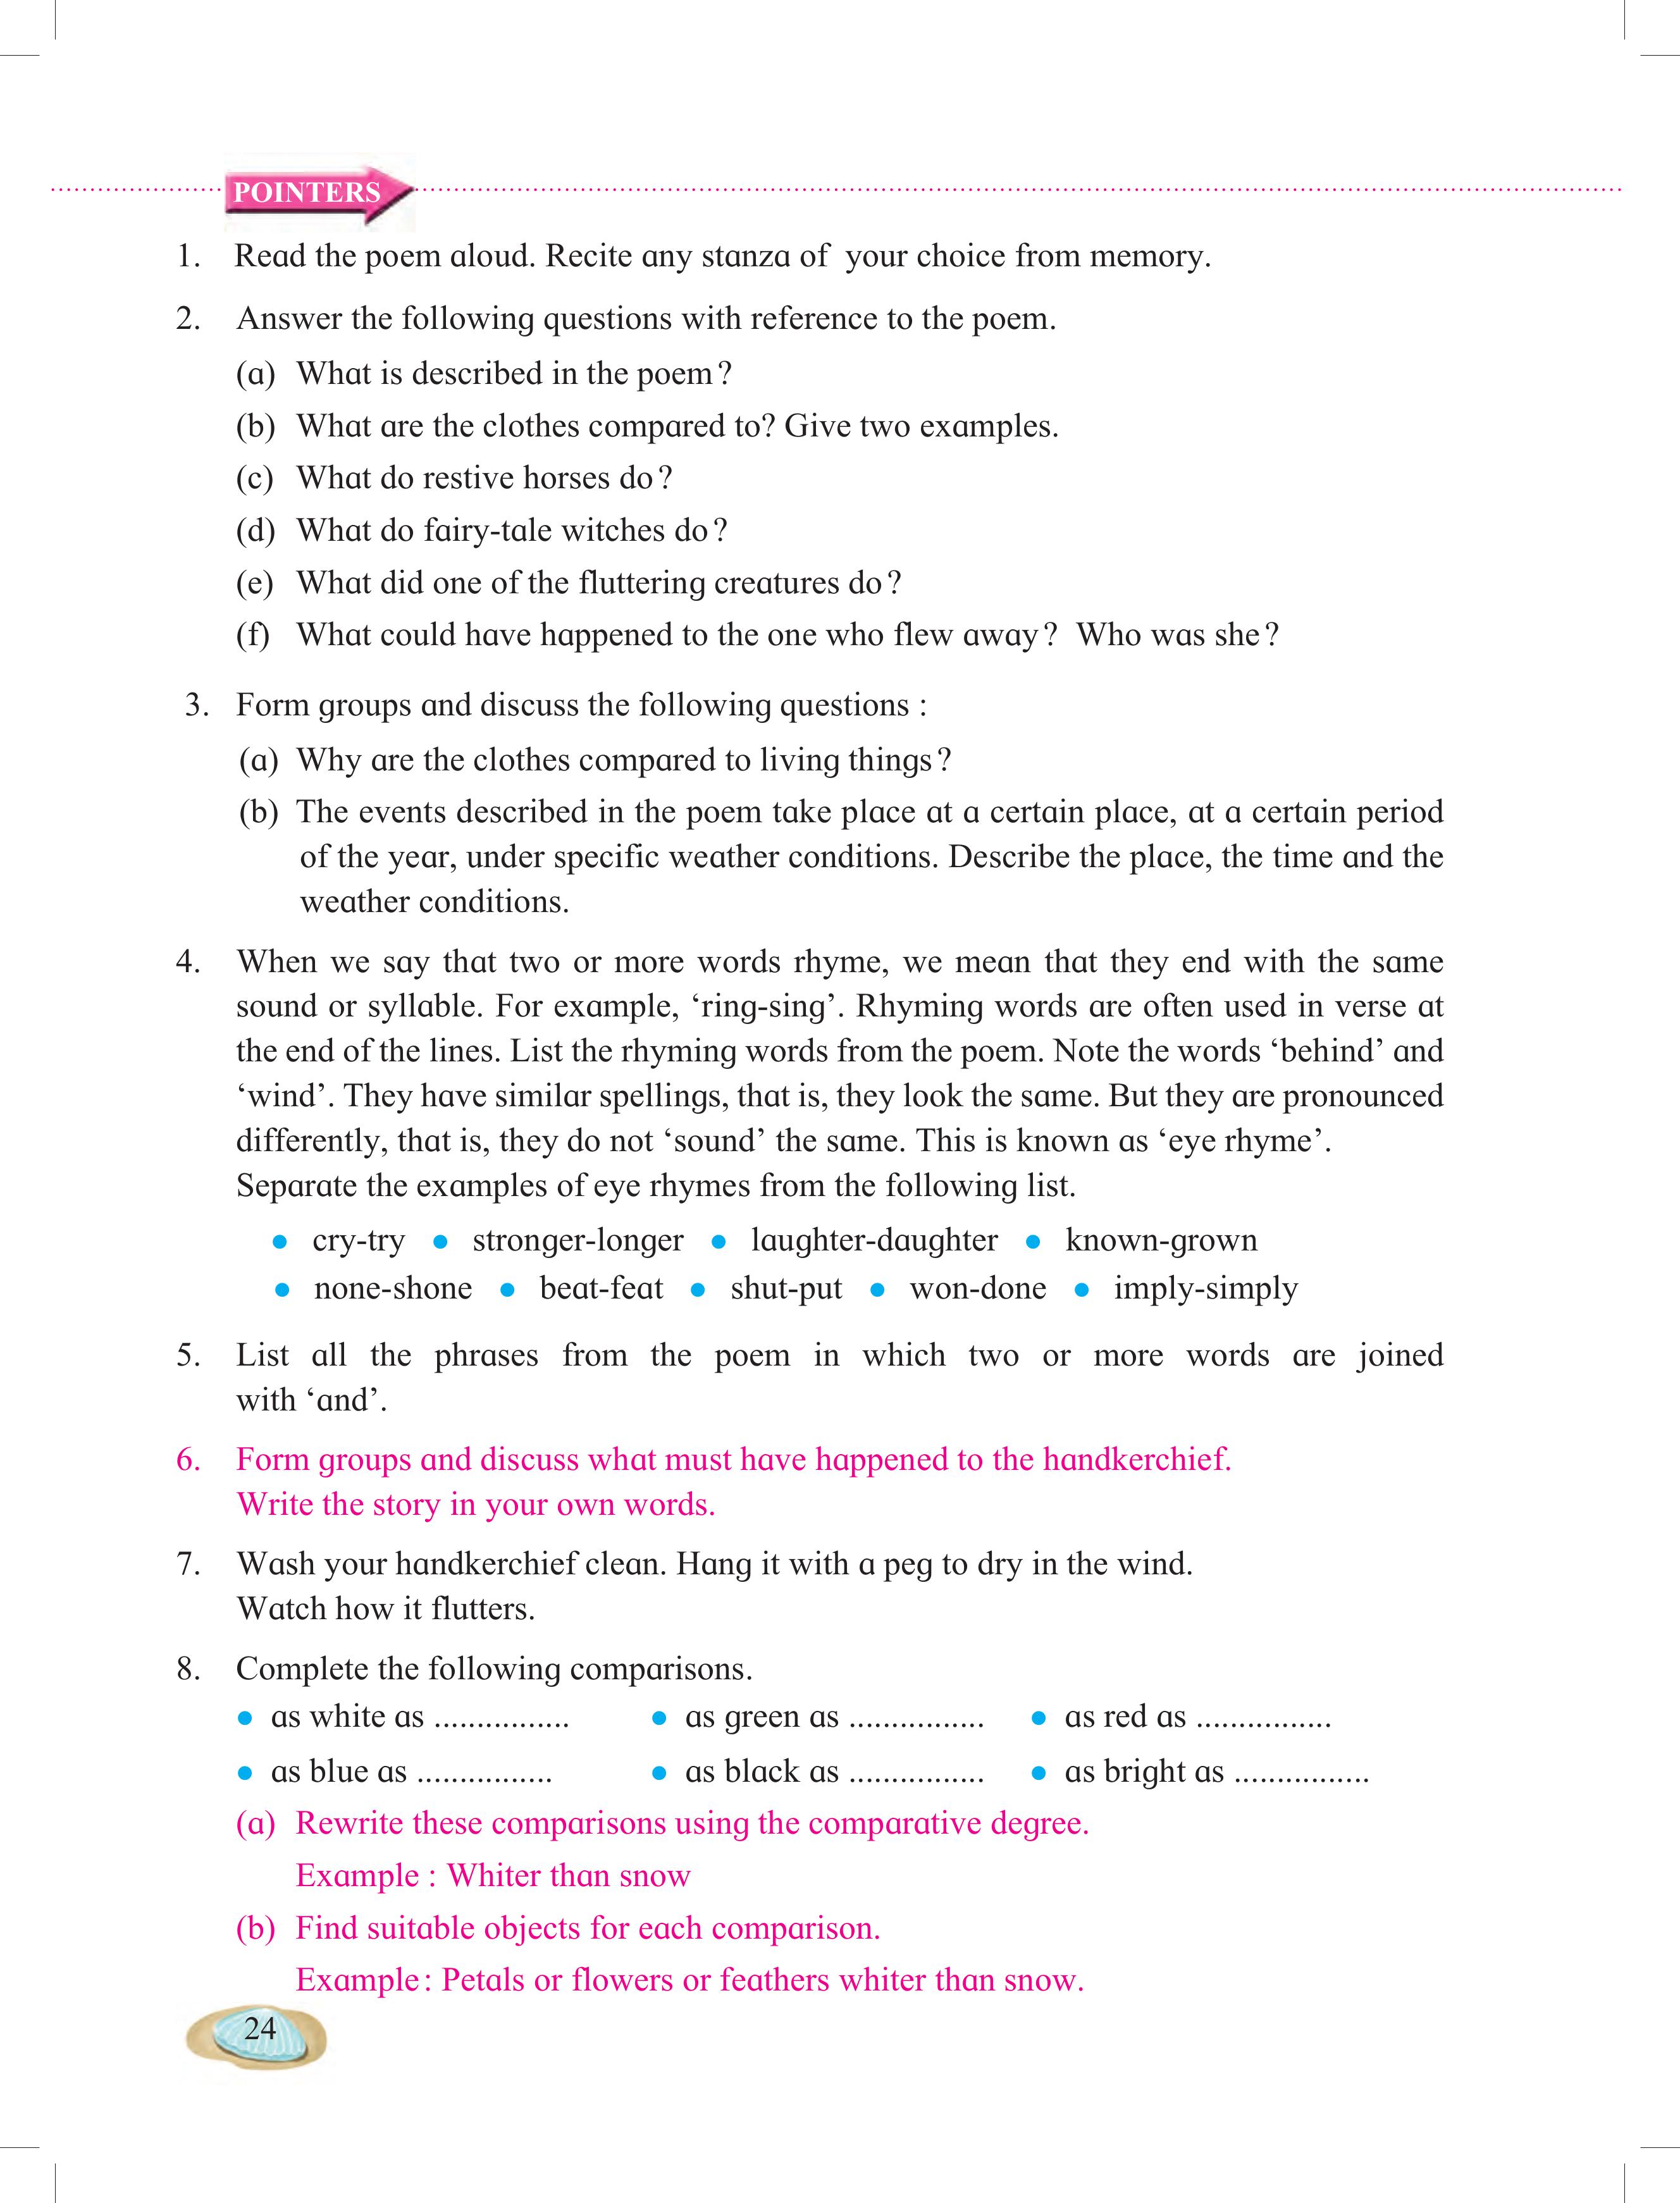 POINTERS
1. Read the poem aloud. Recite any stanza of your choice from memory.
2. Answer the following questions with reference to the poem.
(a) What is described in the poem?
(b) What are the clothes compared to? Give two examples.
(c) What do restive horses do?
(d) What do fairy-tale witches do?
(e) What did one of the fluttering creatures do?
(f) What could have happened to the one who flew away? Who was she?
3. Form groups and discuss the following questions :
(a) Why are the clothes compared to living things?
(b) The events described in the poem take place at a certain place, at a certain period
of the year, under specific weather conditions. Describe the place, the time and the
weather conditions.
4. When we say that two or more words rhyme, we mean that they end with the same
sound or syllable. For example, ‘ring-sing’. Rhyming words are often used in verse at
the end of the lines. List the rhyming words from the poem. Note the words ‘behind’ and
‘wind’. They have similar spellings, that is, they look the same. But they are pronounced
differently, that is, they do not ‘sound’ the same. This is known as ‘eye rhyme’.
Separate the examples of eye rhymes from the following list.
• cry-try • stronger-longer • laughter-daughter • known-grown
• none-shone • beat-feat • shut-put • won-done • imply-simply
5. List all the phrases from the poem in which two or more words are joined
with ‘and’.
6. Form groups and discuss what must have happened to the handkerchief.
Write the story in your own words.
7. Wash your handkerchief clean. Hang it with a peg to dry in the wind.
Watch how it flutters.
8. Complete the following comparisons.
• as white as ................ • as green as ................ • as red as ................
• as blue as ................ • as black as ................ • as bright as ................
(a) Rewrite these comparisons using the comparative degree.
Example : Whiter than snow
(b) Find suitable objects for each comparison.
Example : Petals or flowers or feathers whiter than snow.
24